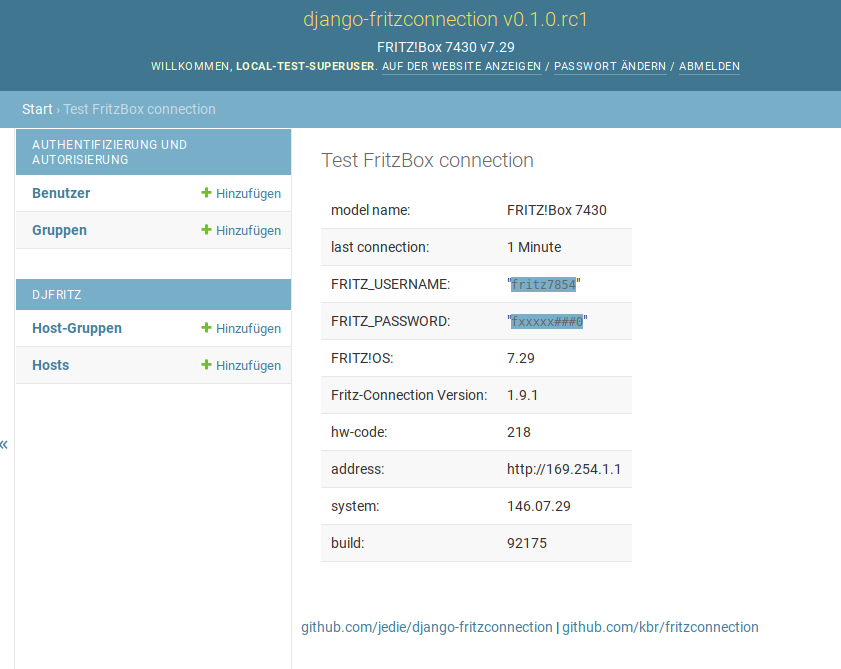 django-fritzconnection v0.1.0.rc1
FRITZ!Box 7430 v7.29
WILLKOMMEN, LOCAL-TEST-SUPERUSER. AUF DER WEBSITE ANZEIGEN / PASSWORT ÄNDERN / ABMELDEN
Start › Test FritzBox connection
AUTHENTIFIZIERUNG UND
AUTORISIERUNG
Benutzer + Hinzufügen
Gruppen + Hinzufügen
DJFRITZ
Host-Gruppen + Hinzufügen
Hosts + Hinzufügen
«
Test FritzBox connection
model name: FRITZ!Box 7430
last connection: 1 Minute
FRITZ_USERNAME: "fritz7854"
FRITZ_PASSWORD: "fxxxxx###0"
FRITZ!OS: 7.29
Fritz-Connection Version: 1.9.1
hw-code: 218
address: http://169.254.1.1
system: 146.07.29
build: 92175
github.com/jedie/django-fritzconnection | github.com/kbr/fritzconnection